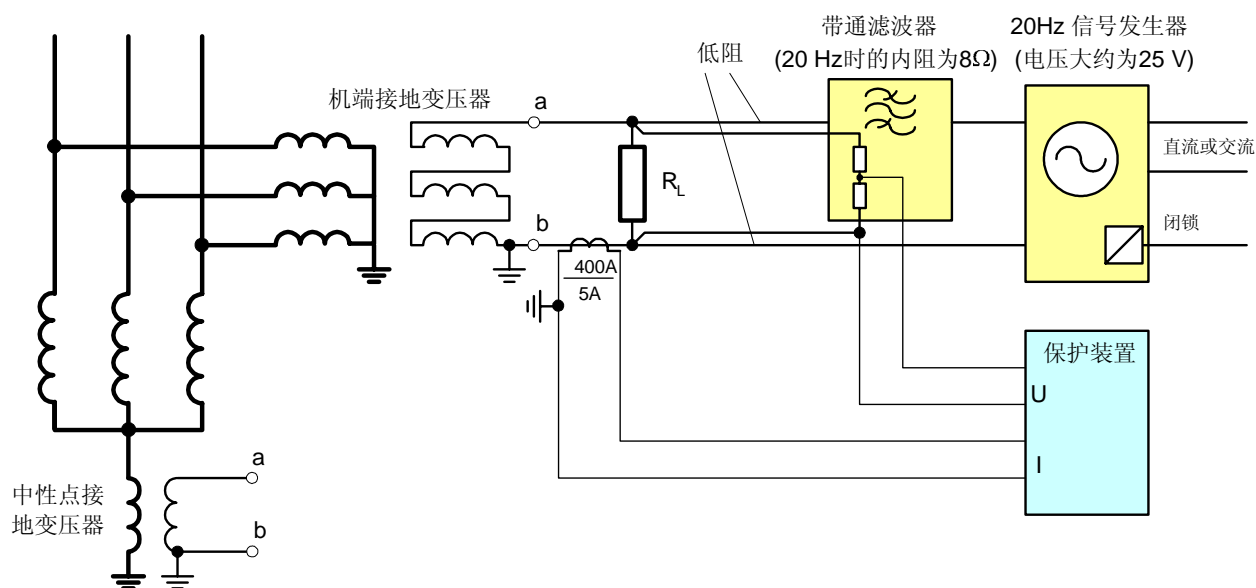 带通滤波器
(20 Hz时的内阻为8Ω)
20Hz 信号发生器
(电压大约为25 V)
低阻
机端接地变压器
a
直流或交流
R_L
b
闭锁
400A
5A
保护装置
U
I
a
中性点接
地变压器
b